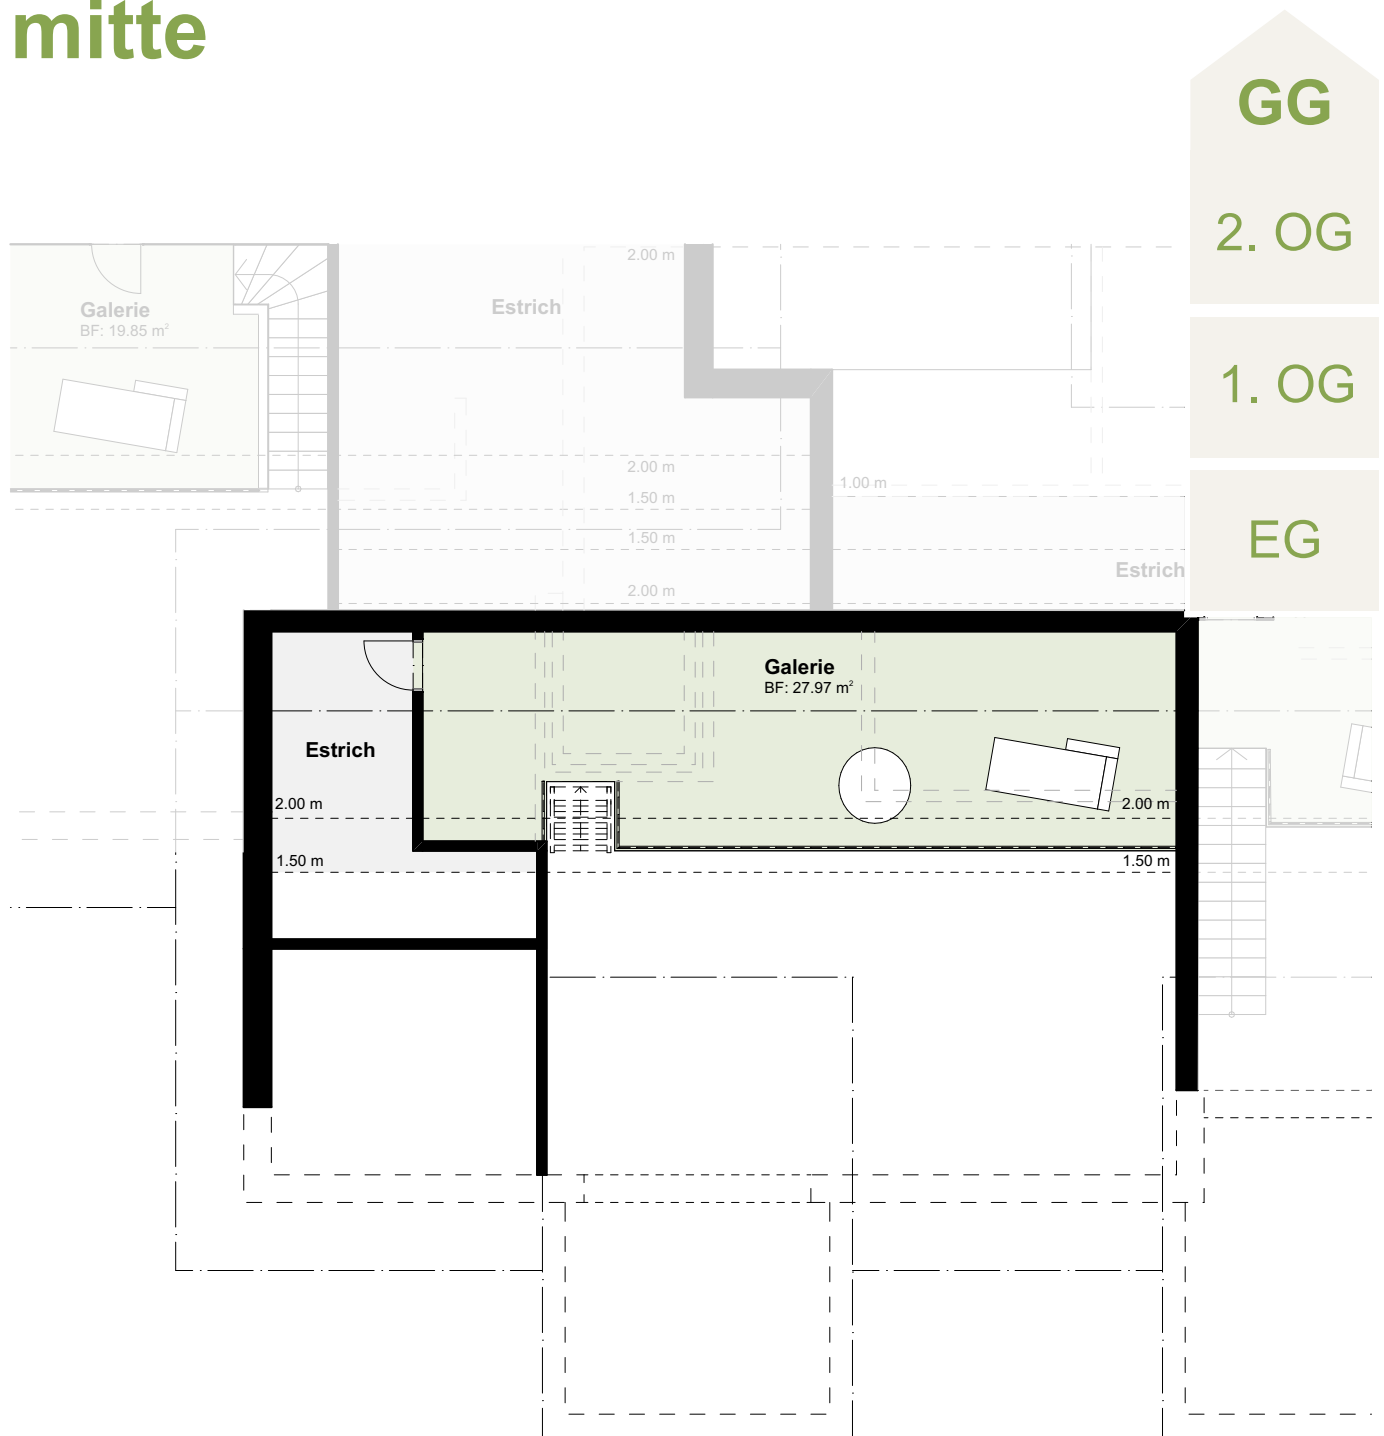 mitte
GG
2. OG
1. OG
EG
2.00 m
Galerie
BF: 19.85 m²
Estrich
2.00 m
1.50 m
1.00 m
1.50 m
Estrich
2.00 m
Galerie
BF: 27.97 m²
Estrich
2.00 m
2.00 m
1.50 m
1.50 m